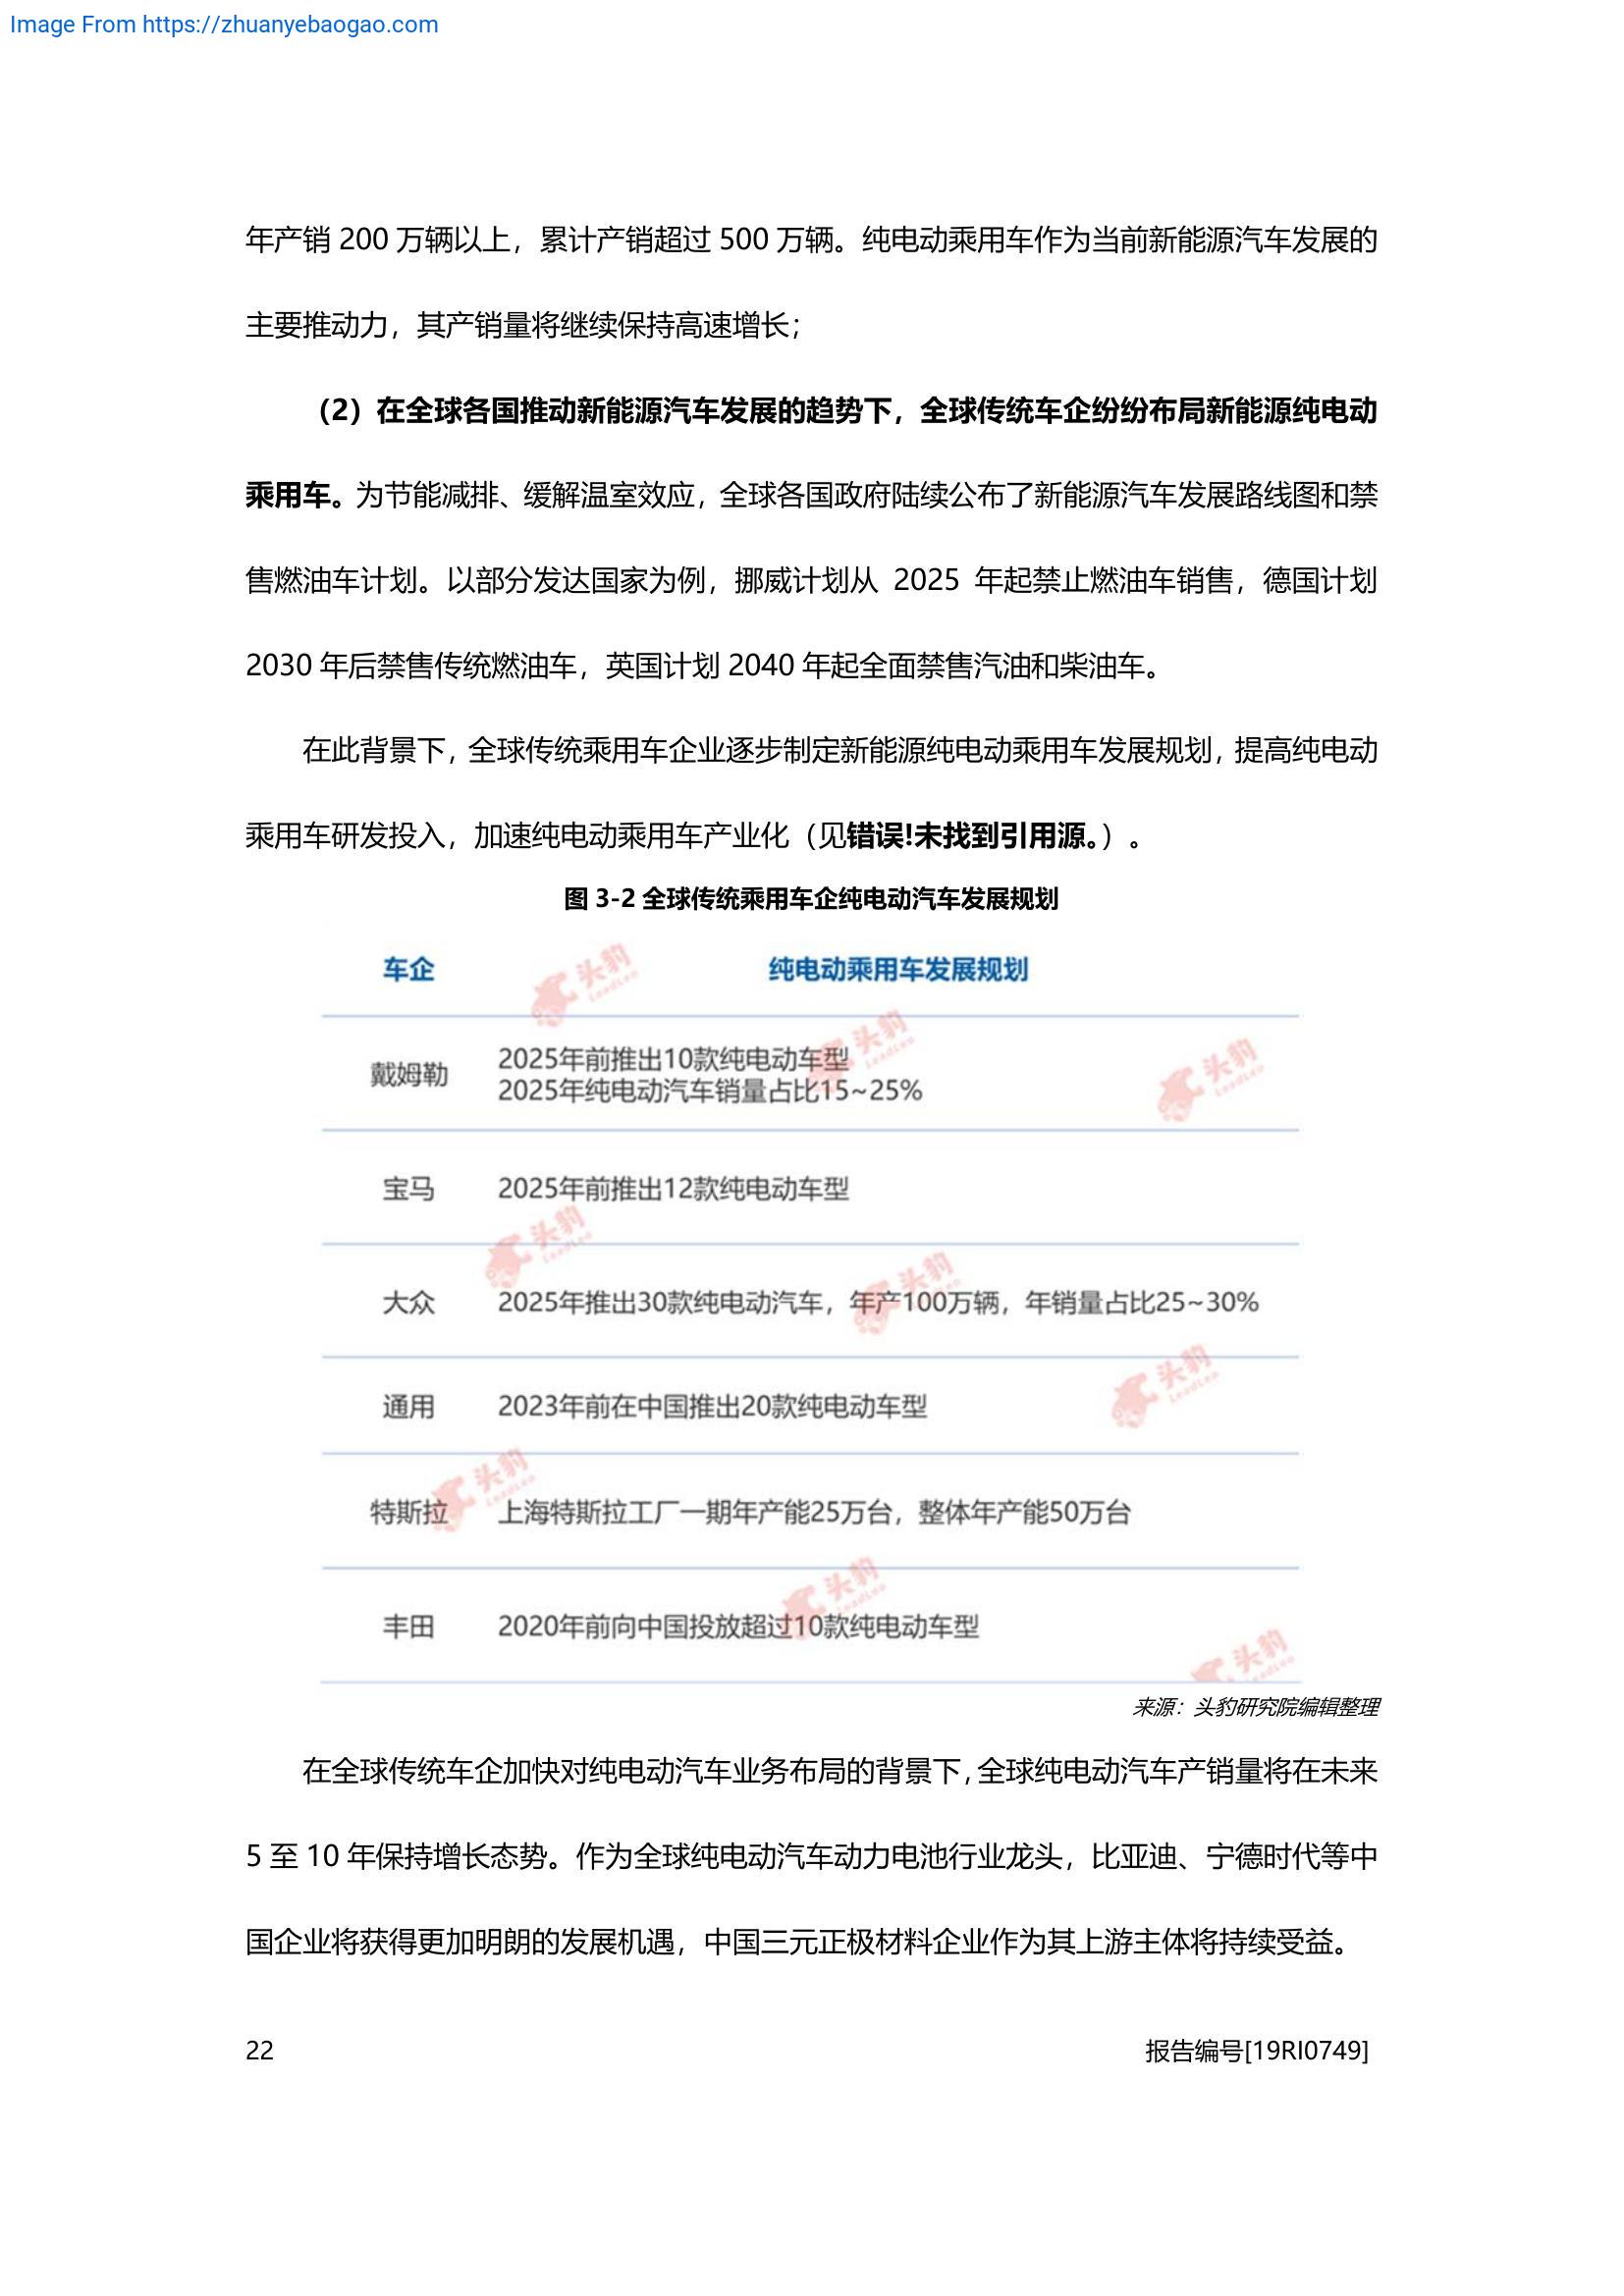 Image From https://zhuanyebaogao.com
年产销 200 万辆以上，累计产销超过 500 万辆。纯电动乘用车作为当前新能源汽车发展的
主要推动力，其产销量将继续保持高速增长；
（2）在全球各国推动新能源汽车发展的趋势下，全球传统车企纷纷布局新能源纯电动
乘用车。为节能减排、缓解温室效应，全球各国政府陆续公布了新能源汽车发展路线图和禁
售燃油车计划。以部分发达国家为例，挪威计划从 2025 年起禁止燃油车销售，德国计划
2030 年后禁售传统燃油车，英国计划 2040 年起全面禁售汽油和柴油车。
在此背景下，全球传统乘用车企业逐步制定新能源纯电动乘用车发展规划，提高纯电动
乘用车研发投入，加速纯电动乘用车产业化（见错误!未找到引用源。）。
图 3-2 全球传统乘用车企纯电动汽车发展规划
车企 纯电动乘用车发展规划
戴姆勒 2025年前推出10款纯电动车型
2025年纯电动汽车销量占比15~25%
宝马 2025年前推出12款纯电动车型
大众 2025年推出30款纯电动汽车，年产100万辆，年销量占比25~30%
通用 2023年前在中国推出20款纯电动车型
特斯拉 上海特斯拉工厂一期年产能25万台，整体年产能50万台
丰田 2020年前向中国投放超过10款纯电动车型
来源：头豹研究院编辑整理
在全球传统车企加快对纯电动汽车业务布局的背景下，全球纯电动汽车产销量将在未来
5 至 10 年保持增长态势。作为全球纯电动汽车动力电池行业龙头，比亚迪、宁德时代等中
国企业将获得更加明朗的发展机遇，中国三元正极材料企业作为其上游主体将持续受益。
22 报告编号[19RI0749]